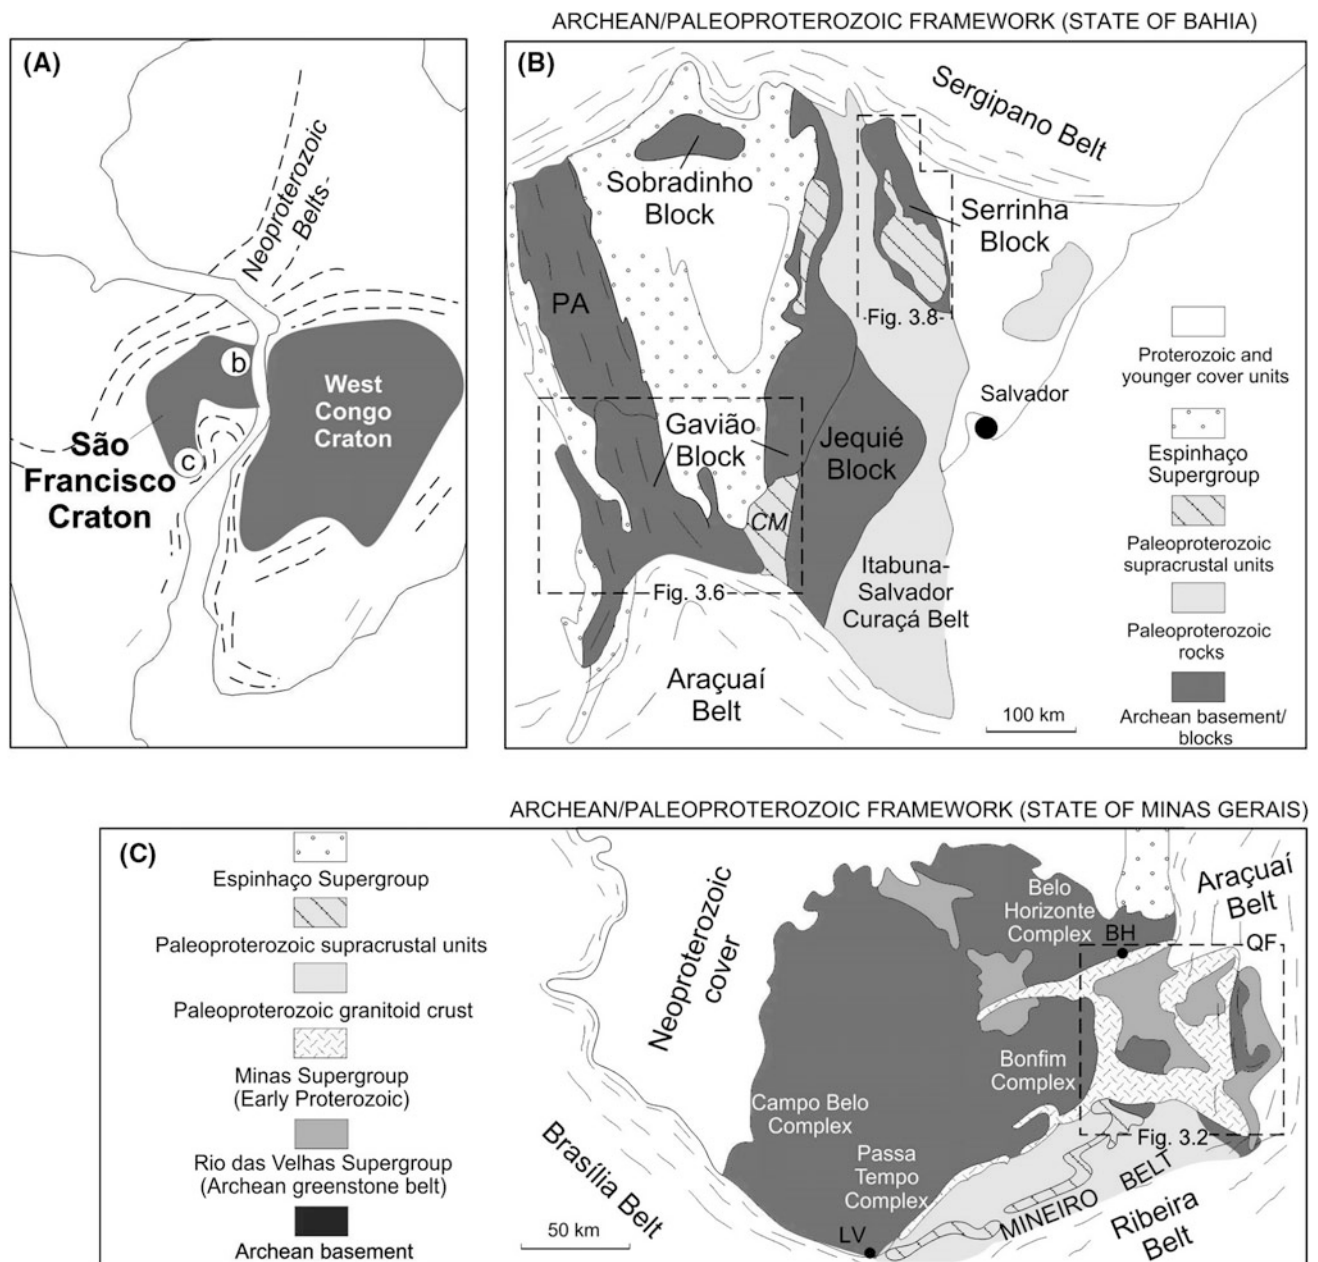 ARCHEAN/PALEOPROTEROZOIC FRAMEWORK (STATE OF BAHIA)
(A)
Neoproterozoic
Belts
b
West
Congo
Craton
São
Francisco
Craton
c
(B)
Sergipano Belt
Sobradinho
Block
Serrinha
Block
PA
Fig. 3.8
Salvador
Gavião
Block
Jequié
Block
CM
Itabuna-
Salvador
Curaçá Belt
Fig. 3.6
Araçuaí
Belt
100 km
Proterozoic and
younger cover units
Espinhaço
Supergroup
Paleoproterozoic
supracrustal units
Paleoproterozoic
rocks
Archean basement/
blocks
ARCHEAN/PALEOPROTEROZOIC FRAMEWORK (STATE OF MINAS GERAIS)
(C)
Espinhaço Supergroup
Paleoproterozoic supracrustal units
Paleoproterozoic granitoid crust
Minas Supergroup
(Early Proterozoic)
Rio das Velhas Supergroup
(Archean greenstone belt)
Archean basement
Neoproterozoic
cover
Belo
Horizonte
Complex
BH
Araçuaí
Belt
QF
Bonfim
Complex
Campo Belo
Complex
Passa
Tempo
Complex
Fig. 3.2
Brasília Belt
MINEIRO BELT
Ribeira
Belt
LV
50 km